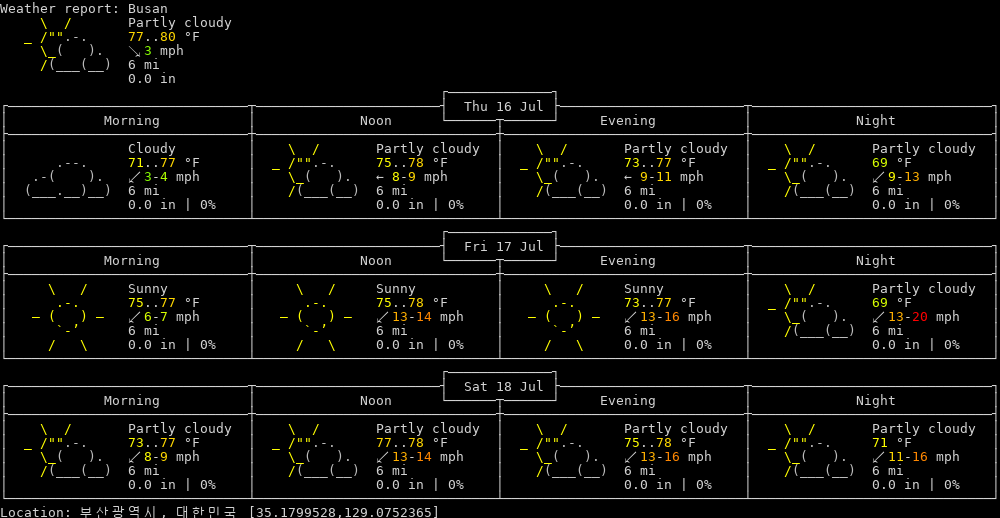 Weather report: Busan
Partly cloudy
77..80 °F
↘ 3 mph
6 mi
0.0 in
Thu 16 Jul
Morning Noon Evening Night
Cloudy Partly cloudy Partly cloudy Partly cloudy
71..77 °F 75..78 °F 73..77 °F 69 °F
↙ 3-4 mph ← 8-9 mph ← 9-11 mph ↙ 9-13 mph
6 mi 6 mi 6 mi 6 mi
0.0 in | 0% 0.0 in | 0% 0.0 in | 0% 0.0 in | 0%
Fri 17 Jul
Morning Noon Evening Night
Sunny Sunny Sunny Partly cloudy
75..77 °F 75..78 °F 73..77 °F 69 °F
↙ 6-7 mph ↙ 13-14 mph ↙ 13-16 mph ↙ 13-20 mph
6 mi 6 mi 6 mi 6 mi
0.0 in | 0% 0.0 in | 0% 0.0 in | 0% 0.0 in | 0%
Sat 18 Jul
Morning Noon Evening Night
Partly cloudy Partly cloudy Partly cloudy Partly cloudy
73..77 °F 77..78 °F 75..78 °F 71 °F
↙ 8-9 mph ↙ 13-14 mph ↙ 13-16 mph ↙ 11-16 mph
6 mi 6 mi 6 mi 6 mi
0.0 in | 0% 0.0 in | 0% 0.0 in | 0% 0.0 in | 0%
Location: 부산광역시, 대한민국 [35.1799528,129.0752365]